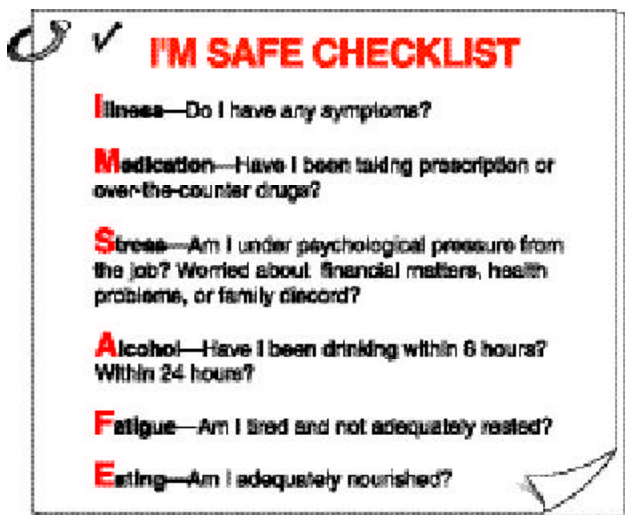 I'M SAFE CHECKLIST
Illness—Do I have any symptoms?
Medication—Have I been taking prescription or
over-the-counter drugs?
Stress—Am I under psychological pressure from
the job? Worried about financial matters, health
problems, or family discord?
Alcohol—Have I been drinking within 8 hours?
Within 24 hours?
Fatigue—Am I tired and not adequately rested?
Eating—Am I adequately nourished?